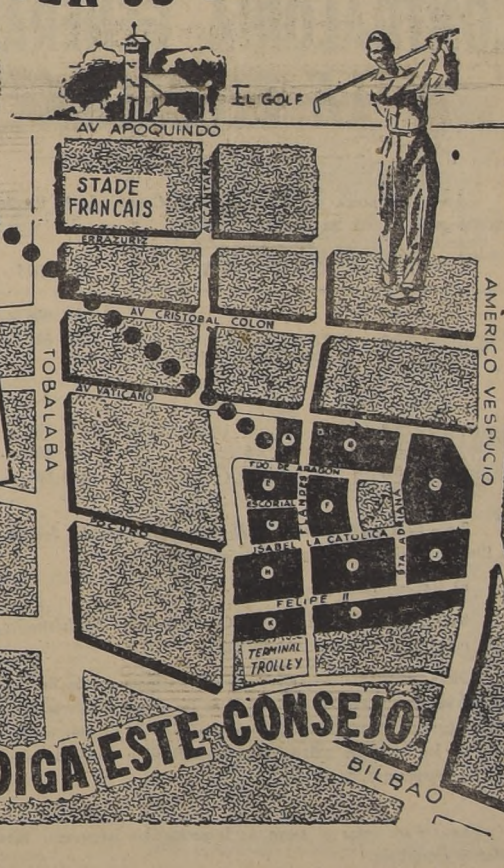 EL GOLF
AV APOQUINDO
STADE
FRANCAIS
ALCANTARA
ERRAZURIZ
AV CRISTOBAL COLON
AMERICO VESPUCIO
TOBALABA
AV VATICANO
FDO. DE ARAGON
ESCORIAL
FLANDES
STA ADRIANA
ISABEL LA CATOLICA
FELIPE II
TERMINAL
TROLLEY
DIGA ESTE CONSEJO
BILBAO